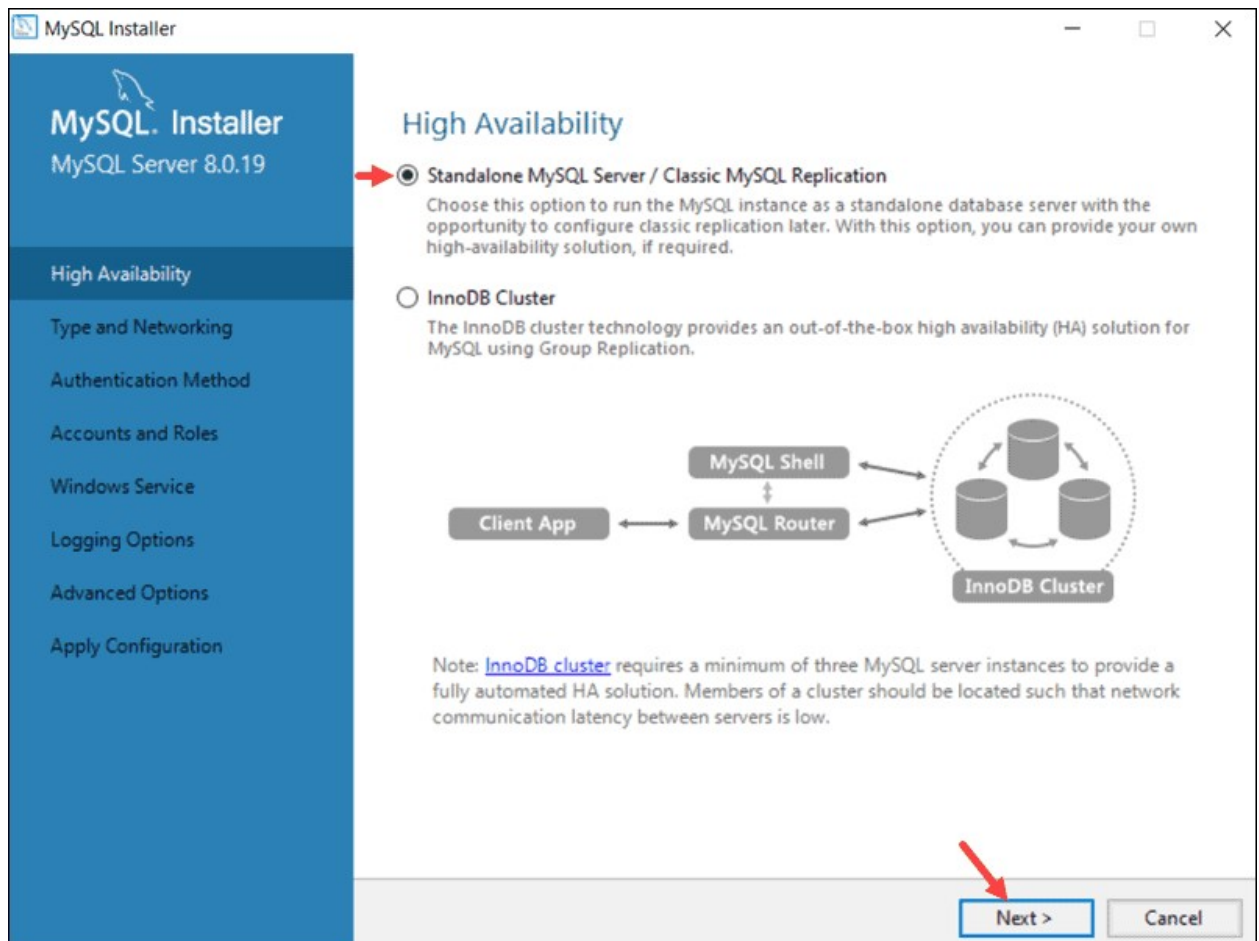 MySQL Installer
MySQL. Installer
MySQL Server 8.0.19
High Availability
Type and Networking
Authentication Method
Accounts and Roles
Windows Service
Logging Options
Advanced Options
Apply Configuration
High Availability
Standalone MySQL Server / Classic MySQL Replication
Choose this option to run the MySQL instance as a standalone database server with the
opportunity to configure classic replication later. With this option, you can provide your own
high-availability solution, if required.
InnoDB Cluster
The InnoDB cluster technology provides an out-of-the-box high availability (HA) solution for
MySQL using Group Replication.
MySQL Shell
Client App
MySQL Router
InnoDB Cluster
Note: InnoDB cluster requires a minimum of three MySQL server instances to provide a
fully automated HA solution. Members of a cluster should be located such that network
communication latency between servers is low.
Next >
Cancel